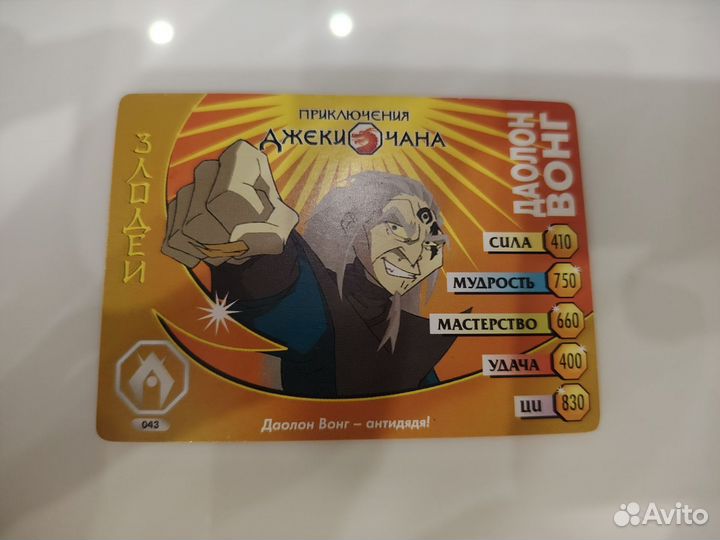 ЗЛОДЕИ
ПРИКЛЮЧЕНИЯ
ДЖЕКИ ЧАНА
ДАОЛОН
ВОНГ
СИЛА 410
МУДРОСТЬ 750
МАСТЕРСТВО 660
УДАЧА 400
ЦИ 830
043
Даолон Вонг – антидядя!
Avito